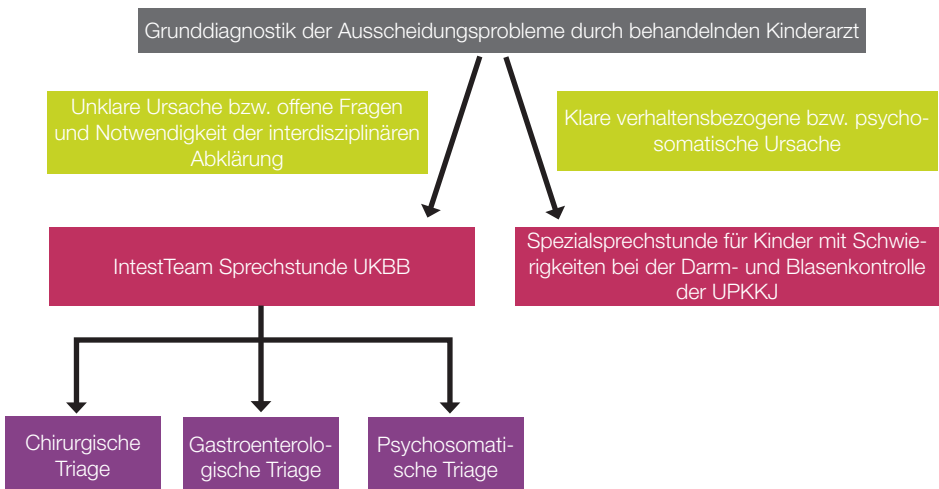 Grunddiagnostik der Ausscheidungsprobleme durch behandelnden Kinderarzt
Unklare Ursache bzw. offene Fragen
und Notwendigkeit der interdisziplinären
Abklärung
Klare verhaltensbezogene bzw. psycho-
somatische Ursache
IntestTeam Sprechstunde UKBB
Spezialsprechstunde für Kinder mit Schwie-
rigkeiten bei der Darm- und Blasenkontrolle
der UPKKJ
Chirurgische
Triage
Gastroenterolo-
gische Triage
Psychosomati-
sche Triage